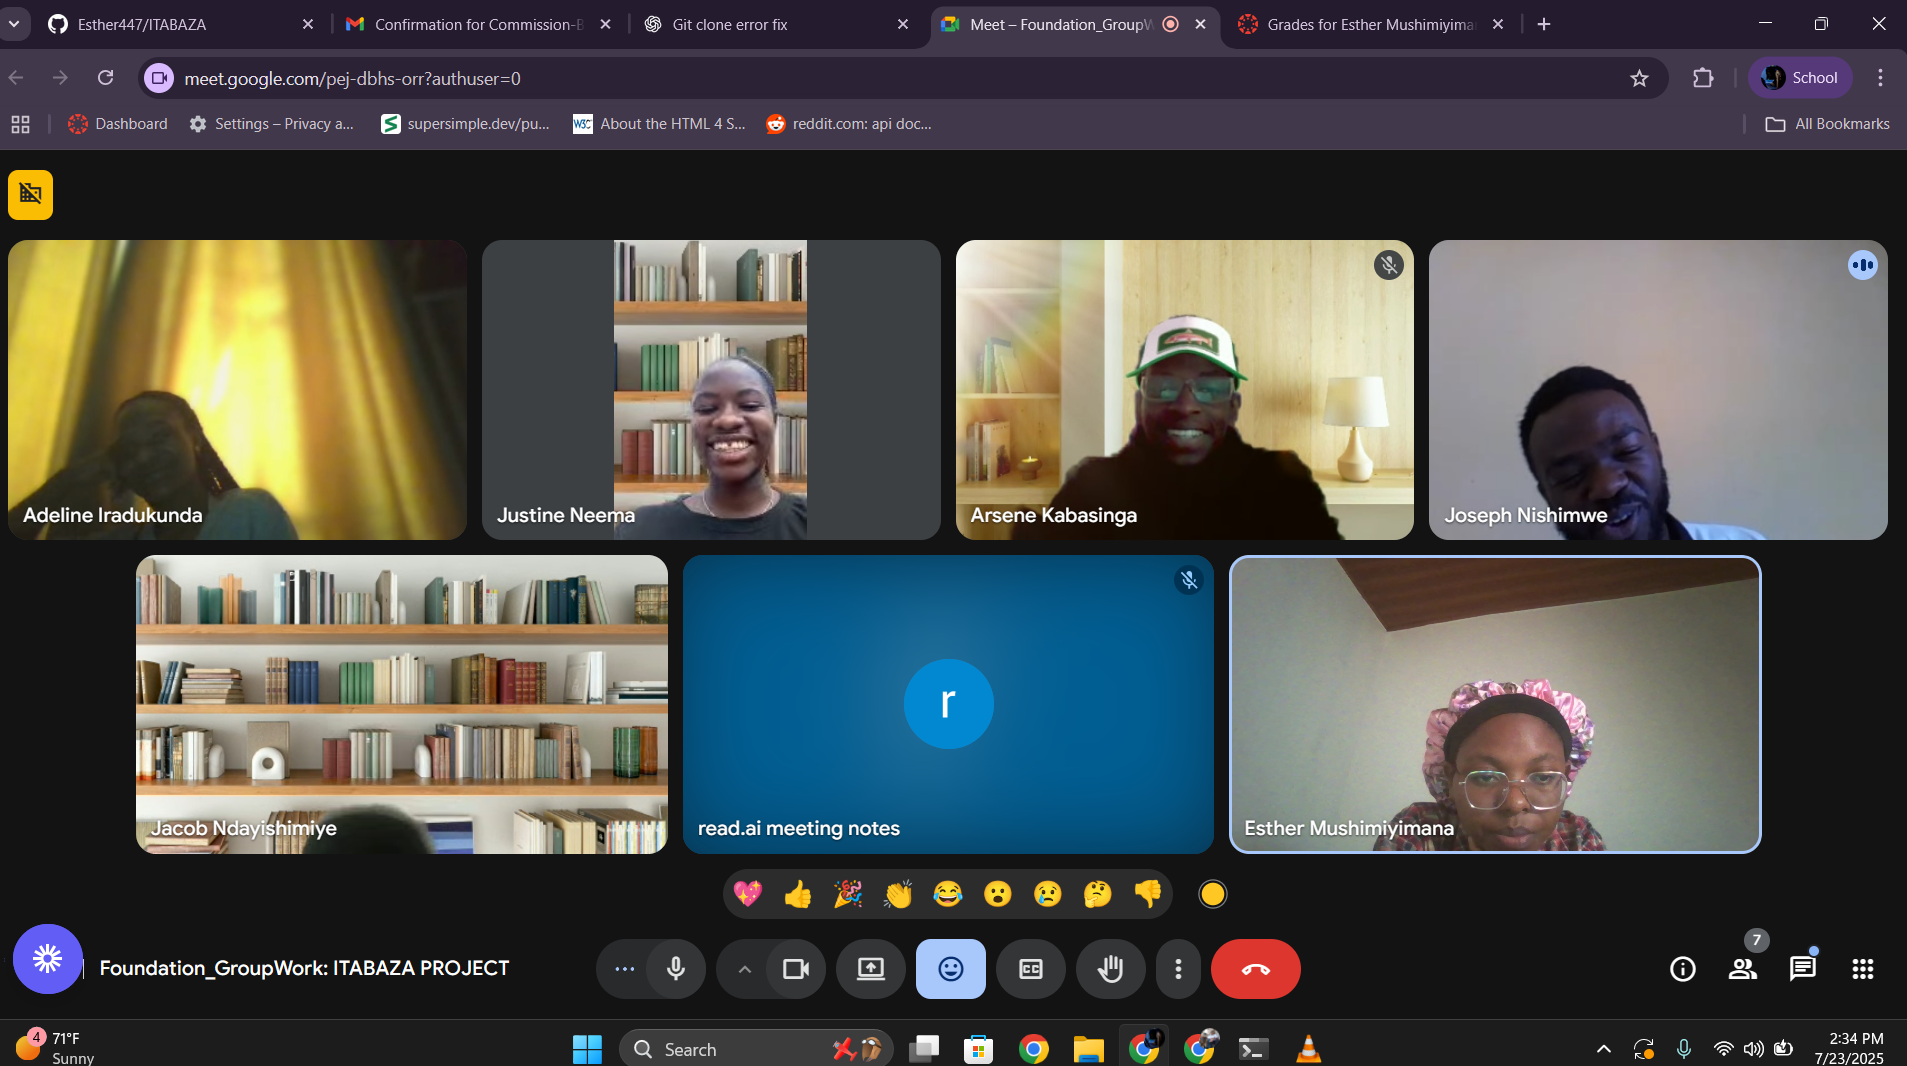 Esther447/ITABAZA
Confirmation for Commission-B
Git clone error fix
Meet – Foundation_GroupW
Grades for Esther Mushimiyima
meet.google.com/pej-dbhs-orr?authuser=0
School
Dashboard
Settings – Privacy a...
supersimple.dev/pu...
W3C
About the HTML 4 S...
reddit.com: api doc...
All Bookmarks
Adeline Iradukunda
Justine Neema
Arsene Kabasinga
Joseph Nishimwe
Jacob Ndayishimiye
r
read.ai meeting notes
Esther Mushimiyimana
Foundation_GroupWork: ITABAZA PROJECT
CC
7
4
71°F
Sunny
Search
2:34 PM
7/23/2025